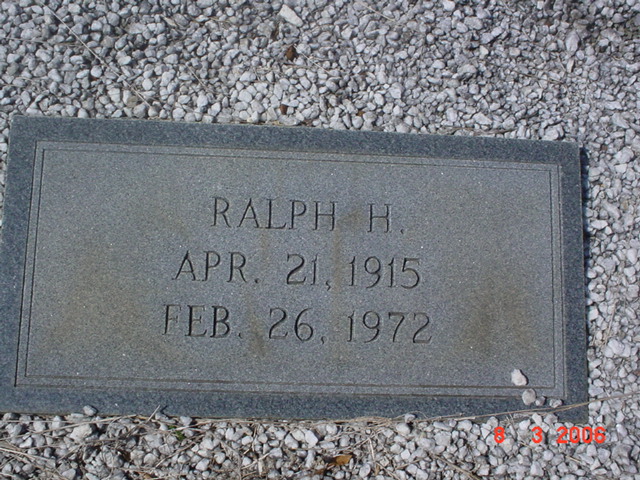 RALPH H.
APR. 21, 1915
FEB. 26, 1972
8 3 2006